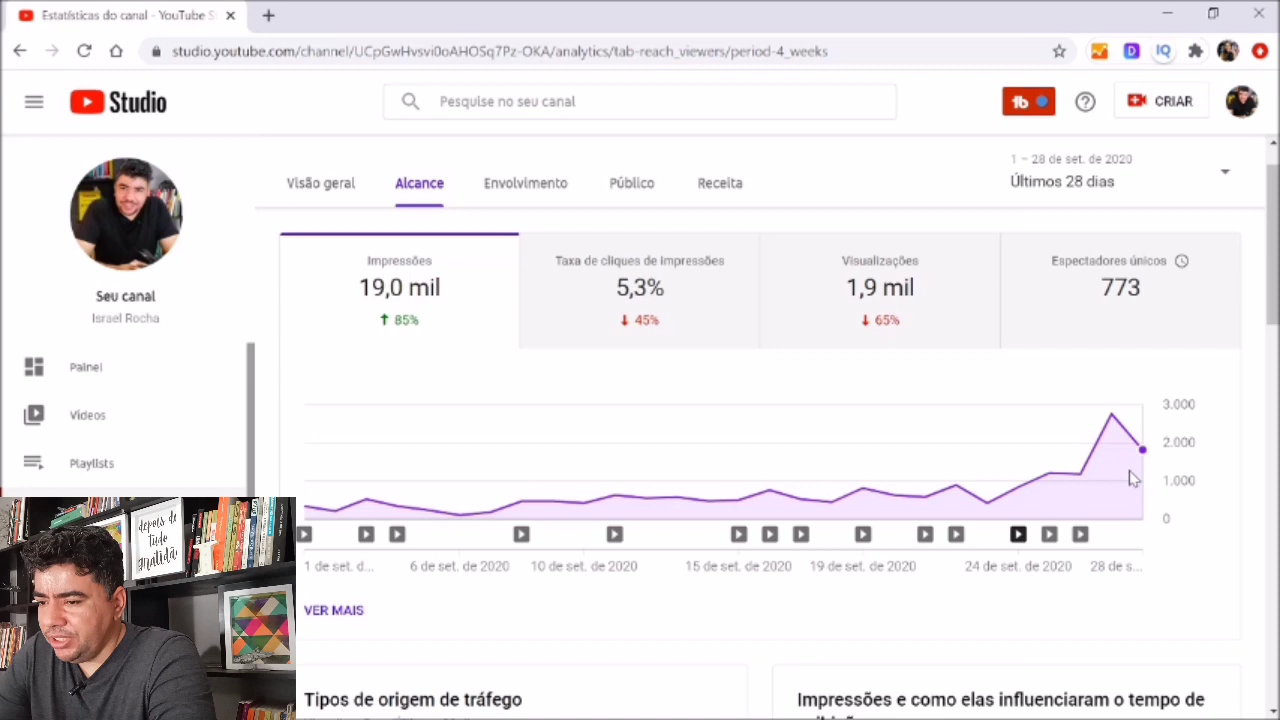 Estatísticas do canal - YouTube S
studio.youtube.com/channel/UCpGwHvsvi0oAHOSq7Pz-OKA/analytics/tab-reach_viewers/period-4_weeks
Studio
Pesquise no seu canal
CRIAR
Visão geral
Alcance
Envolvimento
Público
Receita
1 – 28 de set. de 2020
Últimos 28 dias
Seu canal
Israel Rocha
Painel
Vídeos
Playlists
Impressões
19,0 mil
85%
Taxa de cliques de impressões
5,3%
45%
Visualizações
1,9 mil
65%
Espectadores únicos
773
3.000
2.000
1.000
0
1 de set. d...
6 de set. de 2020
10 de set. de 2020
15 de set. de 2020
19 de set. de 2020
24 de set. de 2020
28 de s...
VER MAIS
Tipos de origem de tráfego
Impressões e como elas influenciaram o tempo de
depois de
tudo